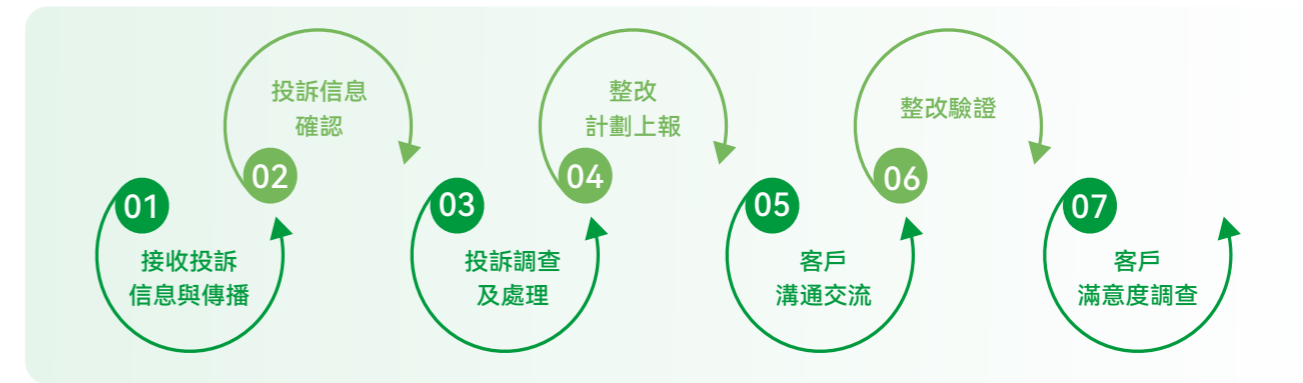 01
接收投訴
信息與傳播
02
投訴信息
確認
03
投訴調查
及處理
04
整改
計劃上報
05
客戶
溝通交流
06
整改驗證
07
客戶
滿意度調查